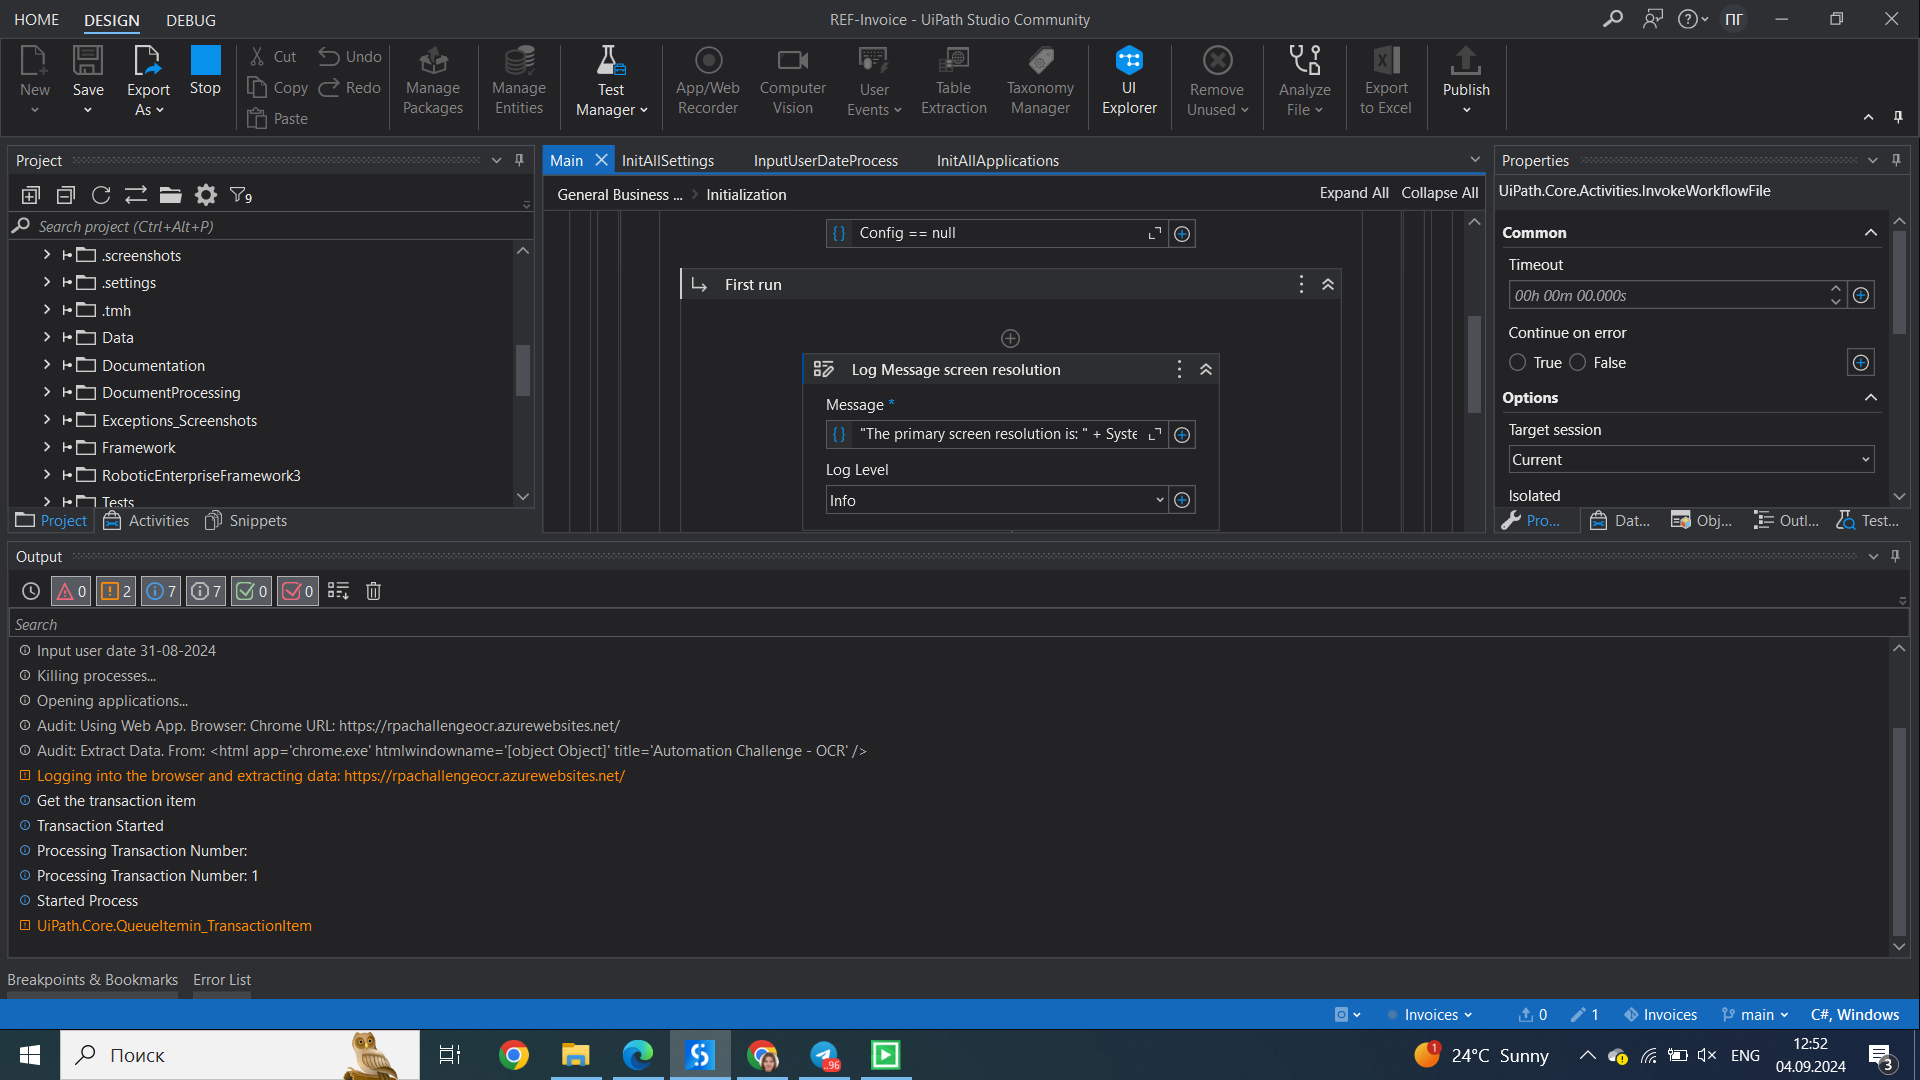 HOME DESIGN DEBUG
REF-Invoice - UiPath Studio Community
ПГ
New
Save
Export As
Stop
Cut
Copy
Paste
Undo
Redo
Manage Packages
Manage Entities
Test Manager
App/Web Recorder
Computer Vision
User Events
Table Extraction
Taxonomy Manager
UI Explorer
Remove Unused
Analyze File
Export to Excel
Publish
Project
9
Search project (Ctrl+Alt+P)
.screenshots
.settings
.tmh
Data
Documentation
DocumentProcessing
Exceptions_Screenshots
Framework
RoboticEnterpriseFramework3
Tests
Project Activities Snippets
Main InitAllSettings InputUserDateProcess InitAllApplications
General Business ... > Initialization
Expand All Collapse All
{} Config == null
First run
Log Message screen resolution
Message *
{} "The primary screen resolution is: " + Syste
Log Level
Info
Properties
UiPath.Core.Activities.InvokeWorkflowFile
Common
Timeout
00h 00m 00.000s
Continue on error
True False
Options
Target session
Current
Isolated
Pro... Dat... Obj... Outl... Test...
Output
0 2 7 7 0 0
Search
Input user date 31-08-2024
Killing processes...
Opening applications...
Audit: Using Web App. Browser: Chrome URL: https://rpachallengeocr.azurewebsites.net/
Audit: Extract Data. From: <html app='chrome.exe' htmlwindowname='[object Object]' title='Automation Challenge - OCR' />
Logging into the browser and extracting data: https://rpachallengeocr.azurewebsites.net/
Get the transaction item
Transaction Started
Processing Transaction Number:
Processing Transaction Number: 1
Started Process
UiPath.Core.QueueItemin_TransactionItem
Breakpoints & Bookmarks Error List
Invoices 0 1 Invoices main C#, Windows
Поиск
..96
1
24°C Sunny
ENG
12:52
04.09.2024
3